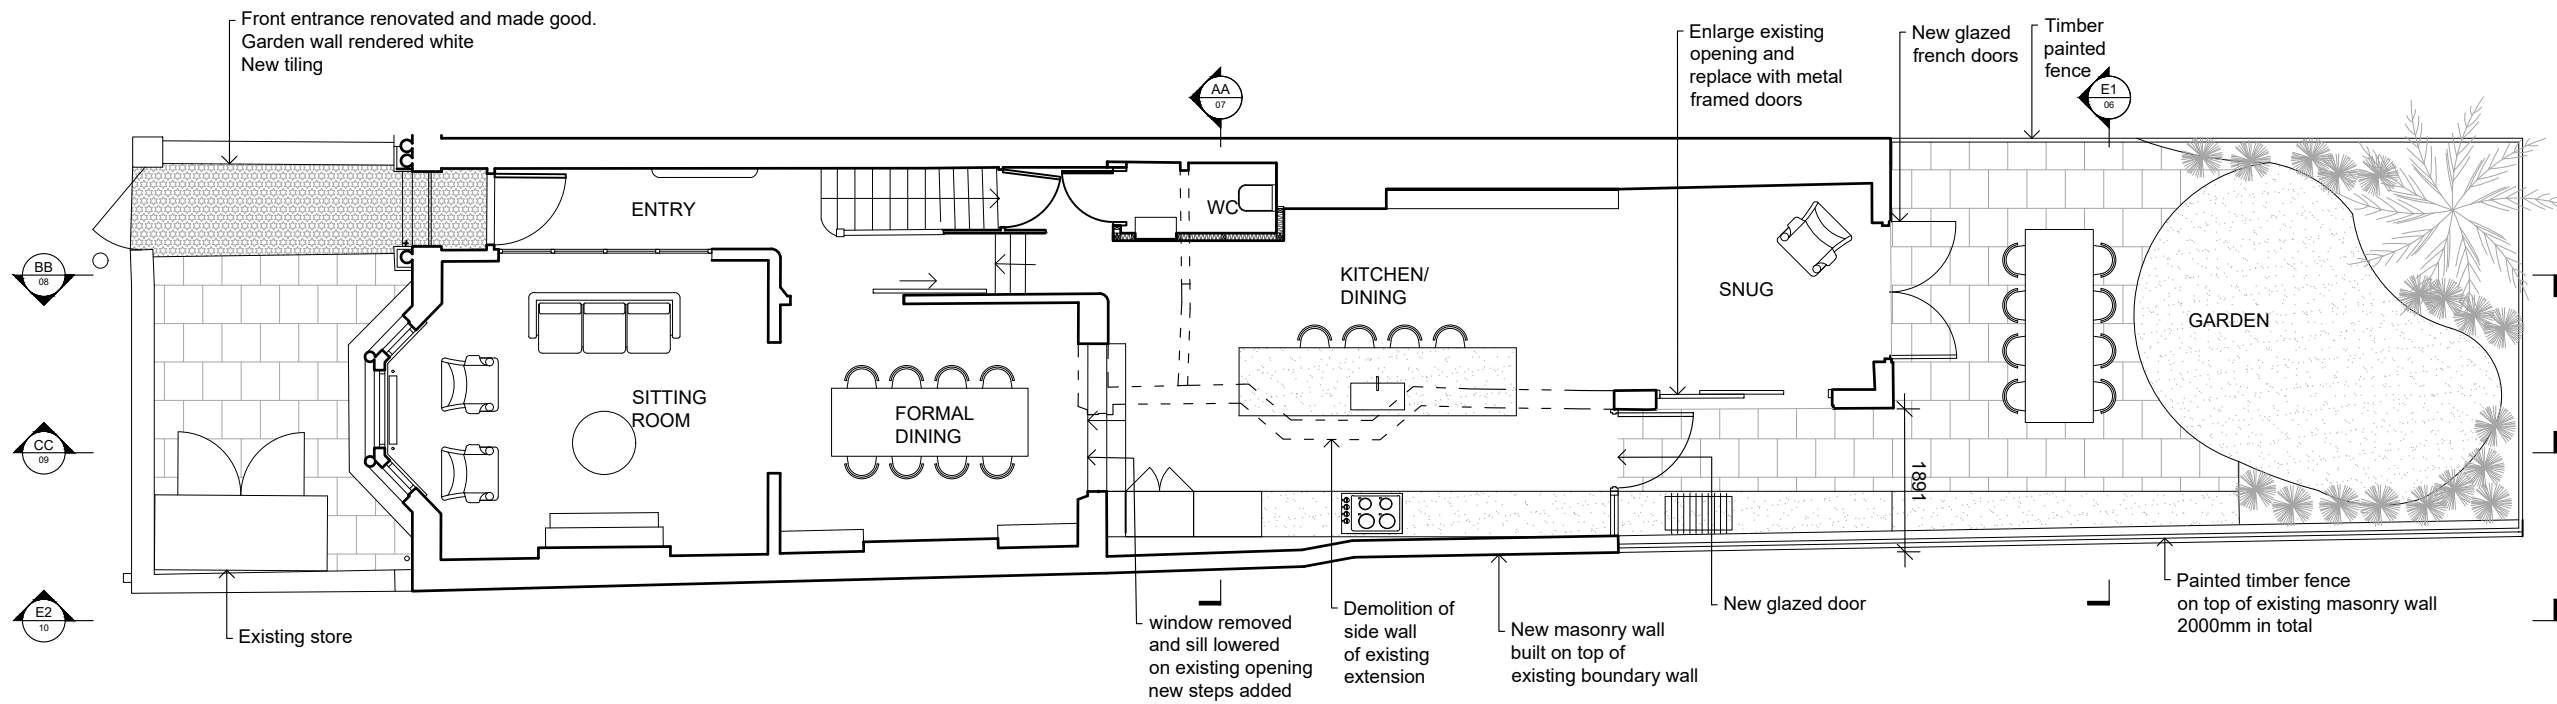 Front entrance renovated and made good.
Garden wall rendered white
New tiling
Enlarge existing
opening and
replace with metal
framed doors
New glazed
french doors
Timber
painted
fence
AA
07
E1
06
ENTRY
WC
KITCHEN/
DINING
SNUG
GARDEN
BB
08
SITTING
ROOM
FORMAL
DINING
CC
09
1891
E2
10
Existing store
window removed
and sill lowered
on existing opening
new steps added
Demolition of
side wall
of existing
extension
New masonry wall
built on top of
existing boundary wall
New glazed door
Painted timber fence
on top of existing masonry wall
2000mm in total